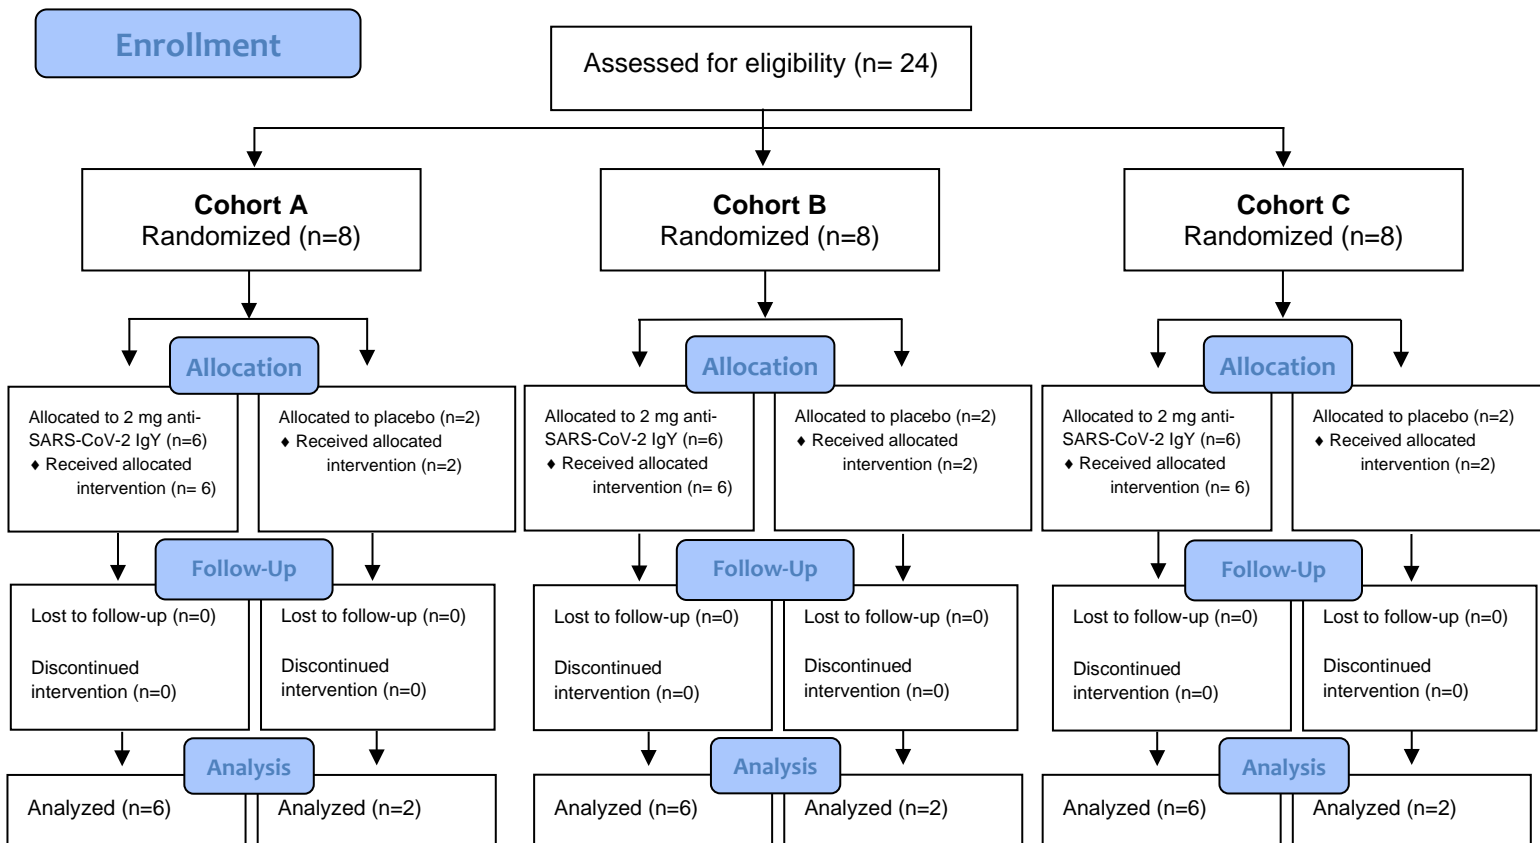 Enrollment
Assessed for eligibility (n= 24)
Cohort A
Randomized (n=8)
Cohort B
Randomized (n=8)
Cohort C
Randomized (n=8)
Allocation
Allocation
Allocation
Allocated to 2 mg anti-
SARS-CoV-2 IgY (n=6)
♦ Received allocated
intervention (n= 6)
Allocated to placebo (n=2)
♦ Received allocated
intervention (n=2)
Allocated to 2 mg anti-
SARS-CoV-2 IgY (n=6)
♦ Received allocated
intervention (n= 6)
Allocated to placebo (n=2)
♦ Received allocated
intervention (n=2)
Allocated to 2 mg anti-
SARS-CoV-2 IgY (n=6)
♦ Received allocated
intervention (n= 6)
Allocated to placebo (n=2)
♦ Received allocated
intervention (n=2)
Follow-Up
Follow-Up
Follow-Up
Lost to follow-up (n=0)
Discontinued
intervention (n=0)
Lost to follow-up (n=0)
Discontinued
intervention (n=0)
Lost to follow-up (n=0)
Discontinued
intervention (n=0)
Lost to follow-up (n=0)
Discontinued
intervention (n=0)
Lost to follow-up (n=0)
Discontinued
intervention (n=0)
Lost to follow-up (n=0)
Discontinued
intervention (n=0)
Analysis
Analysis
Analysis
Analyzed (n=6)
Analyzed (n=2)
Analyzed (n=6)
Analyzed (n=2)
Analyzed (n=6)
Analyzed (n=2)